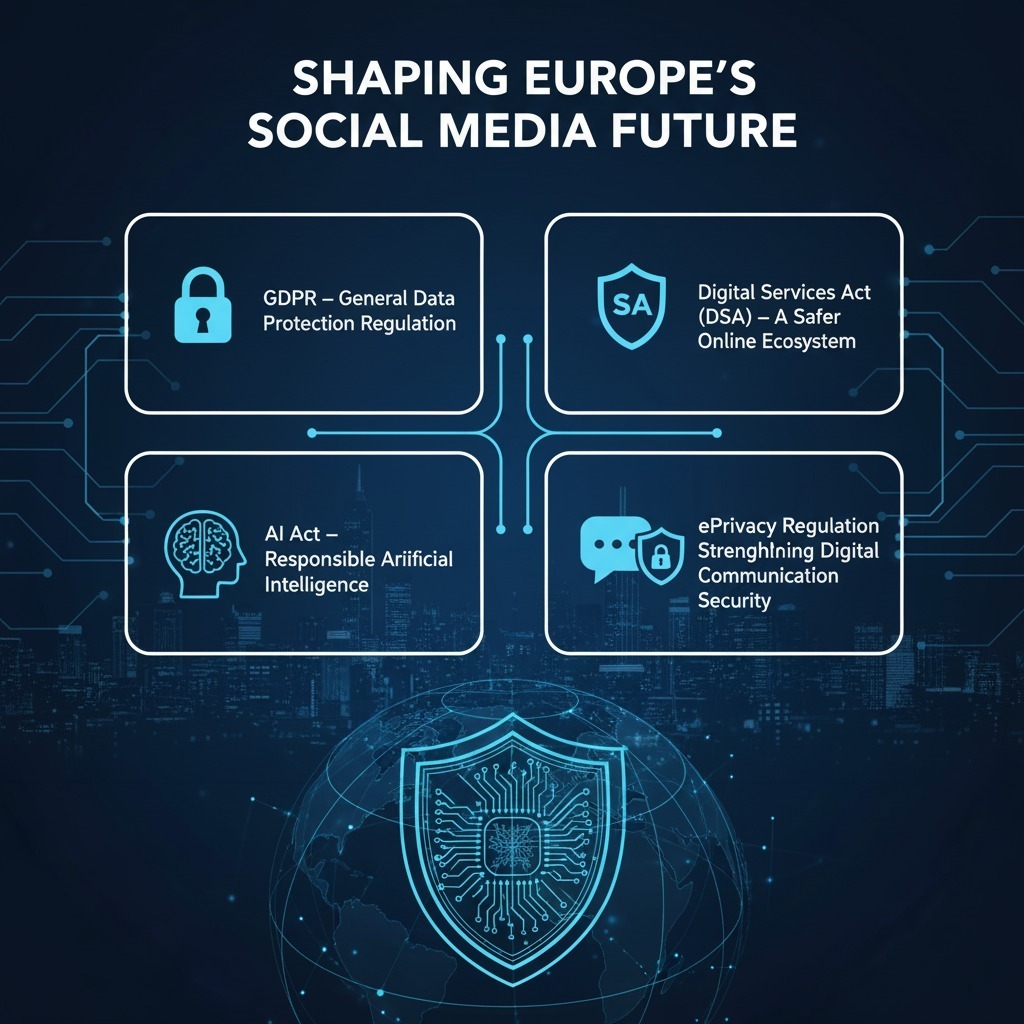 SHAPING EUROPE'S
SOCIAL MEDIA FUTURE
GDPR – General Data
Protection Regulation
SA
Digital Services Act
(DSA) – A Safer
Online Ecosystem
AI Act –
Responsible Ariificial
Intelligence
ePrivacy Regulation
Strenghlning Digital
Communication
Security